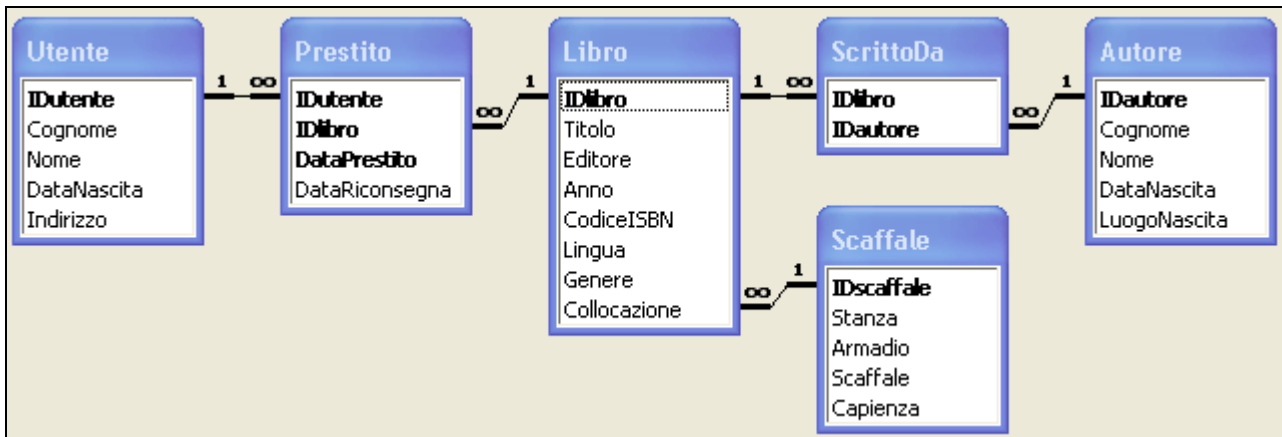 Utente
IDutente
Cognome
Nome
DataNascita
Indirizzo
1 ∞
Prestito
IDutente
IDlibro
DataPrestito
DataRiconsegna
∞ 1
Libro
IDlibro
Titolo
Editore
Anno
CodiceISBN
Lingua
Genere
Collocazione
1 ∞
ScrittoDa
IDlibro
IDautore
∞ 1
Autore
IDautore
Cognome
Nome
DataNascita
LuogoNascita
∞ 1
Scaffale
IDscaffale
Stanza
Armadio
Scaffale
Capienza